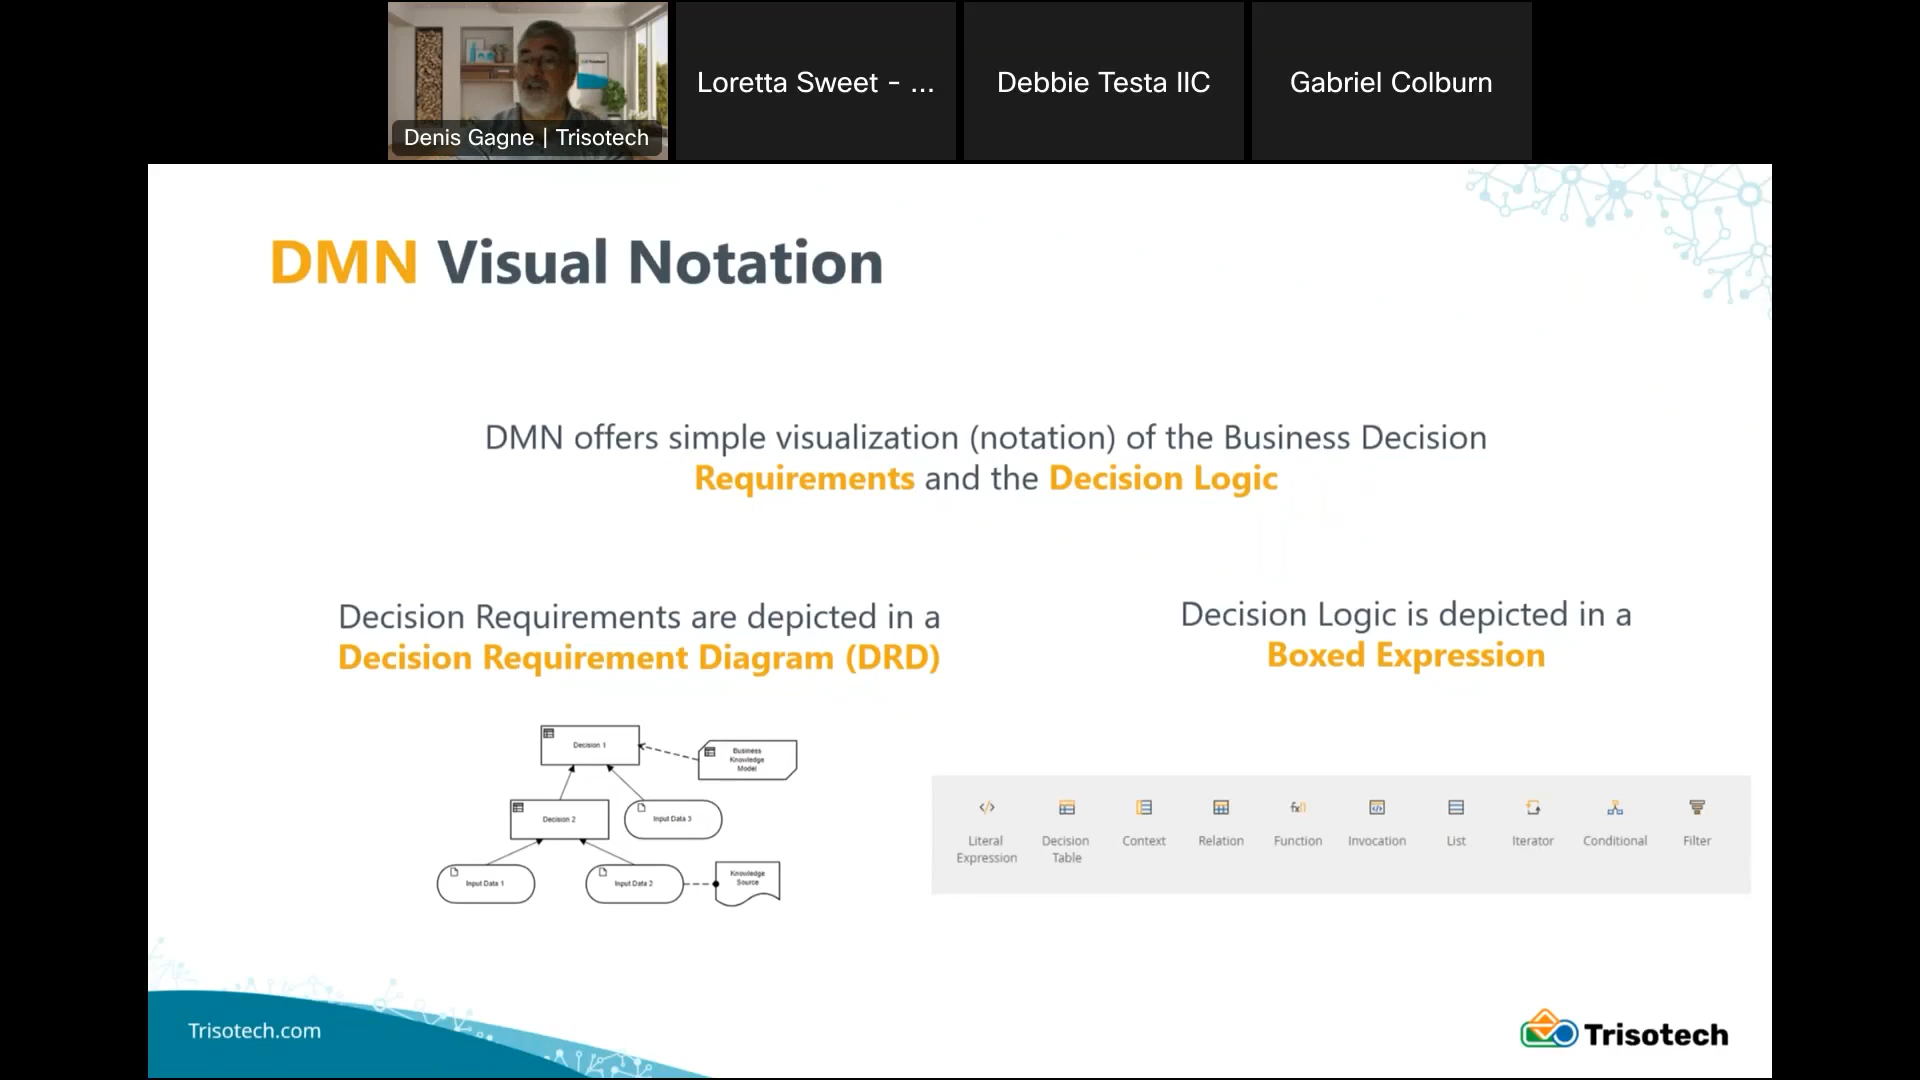 Denis Gagne | Trisotech
Loretta Sweet - ...
Debbie Testa IIC
Gabriel Colburn
DMN Visual Notation
DMN offers simple visualization (notation) of the Business Decision
Requirements and the Decision Logic
Decision Requirements are depicted in a
Decision Requirement Diagram (DRD)
Decision 1
Business
Knowledge
Model
Decision 2
Input Data 3
Input Data 1
Input Data 2
Knowledge
Source
Decision Logic is depicted in a
Boxed Expression
Literal
Expression
Decision
Table
Context
Relation
Function
Invocation
List
Iterator
Conditional
Filter
Trisotech.com
Trisotech